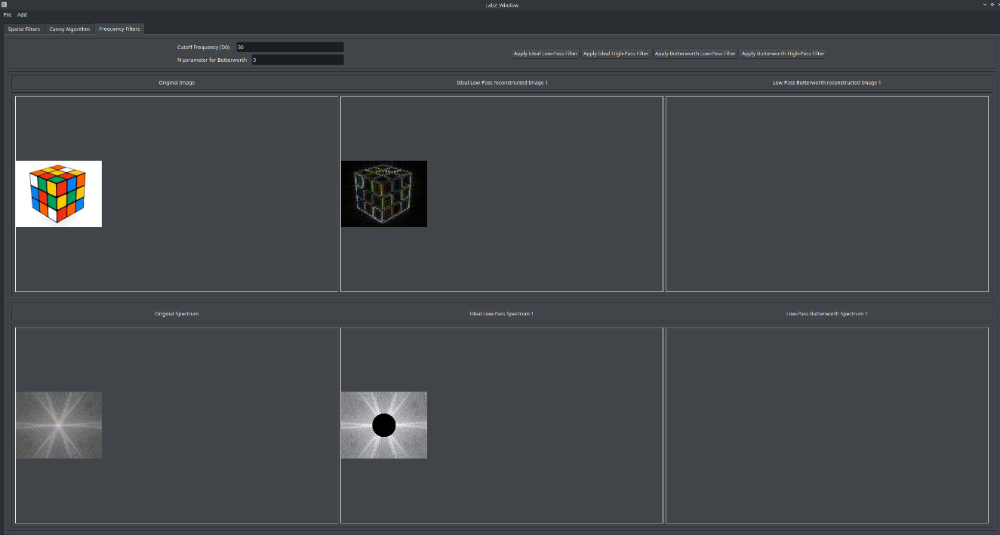 Lab2_Window
File Add
Spatial Filters Canny Algorithm Frequency Filters
Cutoff Frequency (D0) 30
N parameter for Butterworth 5
Apply Ideal Low-Pass Filter Apply Ideal High-Pass Filter Apply Butterworth Low-Pass Filter Apply Butterworth High-Pass Filter
Original Image Ideal Low-Pass reconstructed Image 1 Low Pass Butterworth reconstructed Image 1
Original Spectrum Ideal Low-Pass Spectrum 1 Low-Pass Butterworth Spectrum 1